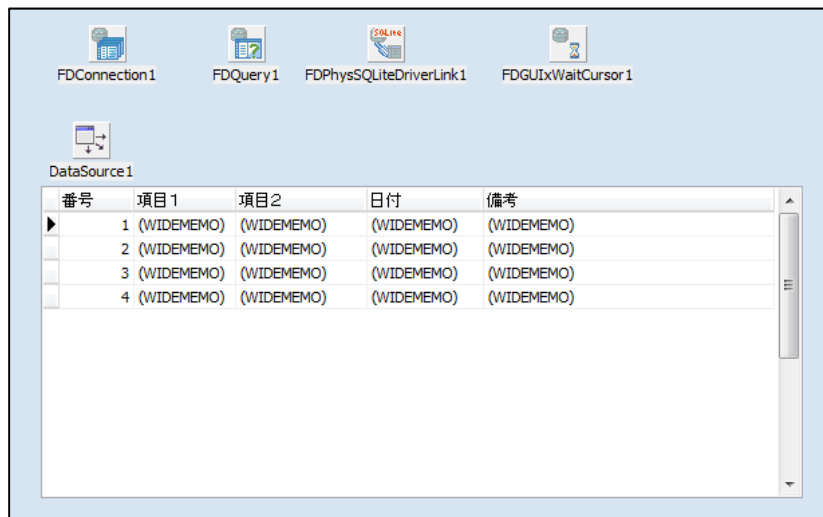 SQLite
FDConnection1 FDQuery1 FDPhysSQLiteDriverLink1 FDGUIxWaitCursor1
DataSource1
番号 項目1 項目2 日付 備考
1 (WIDEMEMO) (WIDEMEMO) (WIDEMEMO) (WIDEMEMO)
2 (WIDEMEMO) (WIDEMEMO) (WIDEMEMO) (WIDEMEMO)
3 (WIDEMEMO) (WIDEMEMO) (WIDEMEMO) (WIDEMEMO)
4 (WIDEMEMO) (WIDEMEMO) (WIDEMEMO) (WIDEMEMO)